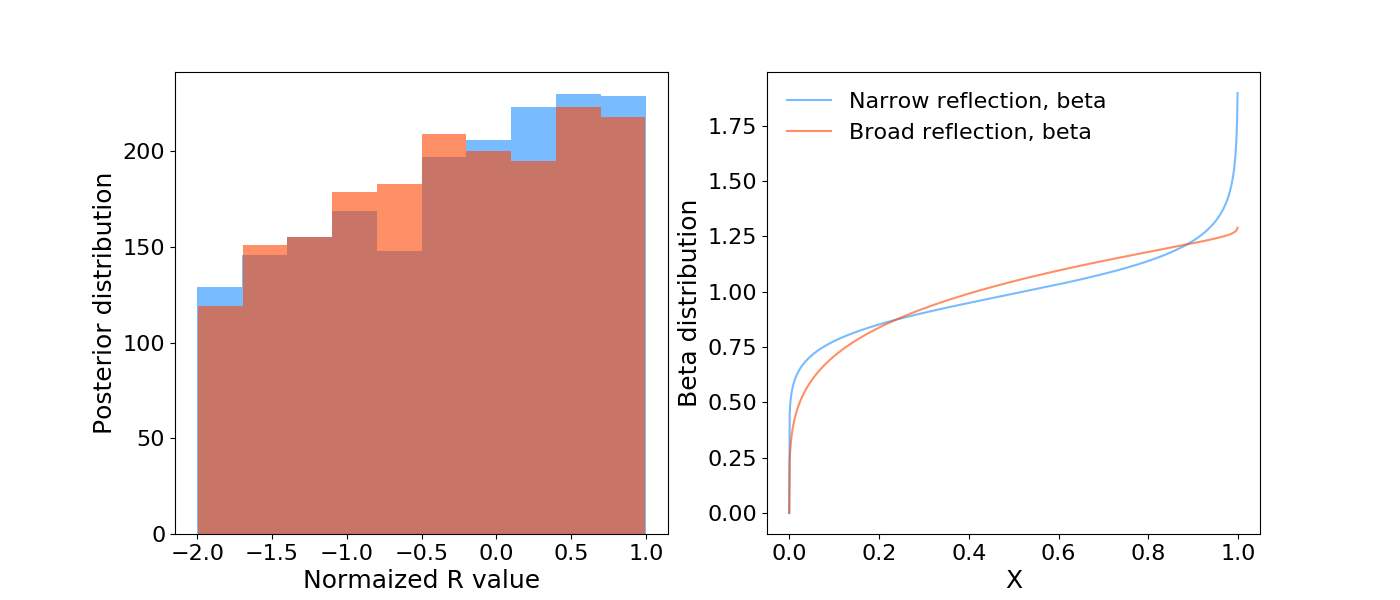 Posterior distribution
200
150
100
50
0
−2.0 −1.5 −1.0 −0.5 0.0 0.5 1.0
Normaized R value
Beta distribution
1.75
1.50
1.25
1.00
0.75
0.50
0.25
0.00
Narrow reflection, beta
Broad reflection, beta
0.0 0.2 0.4 0.6 0.8 1.0
X